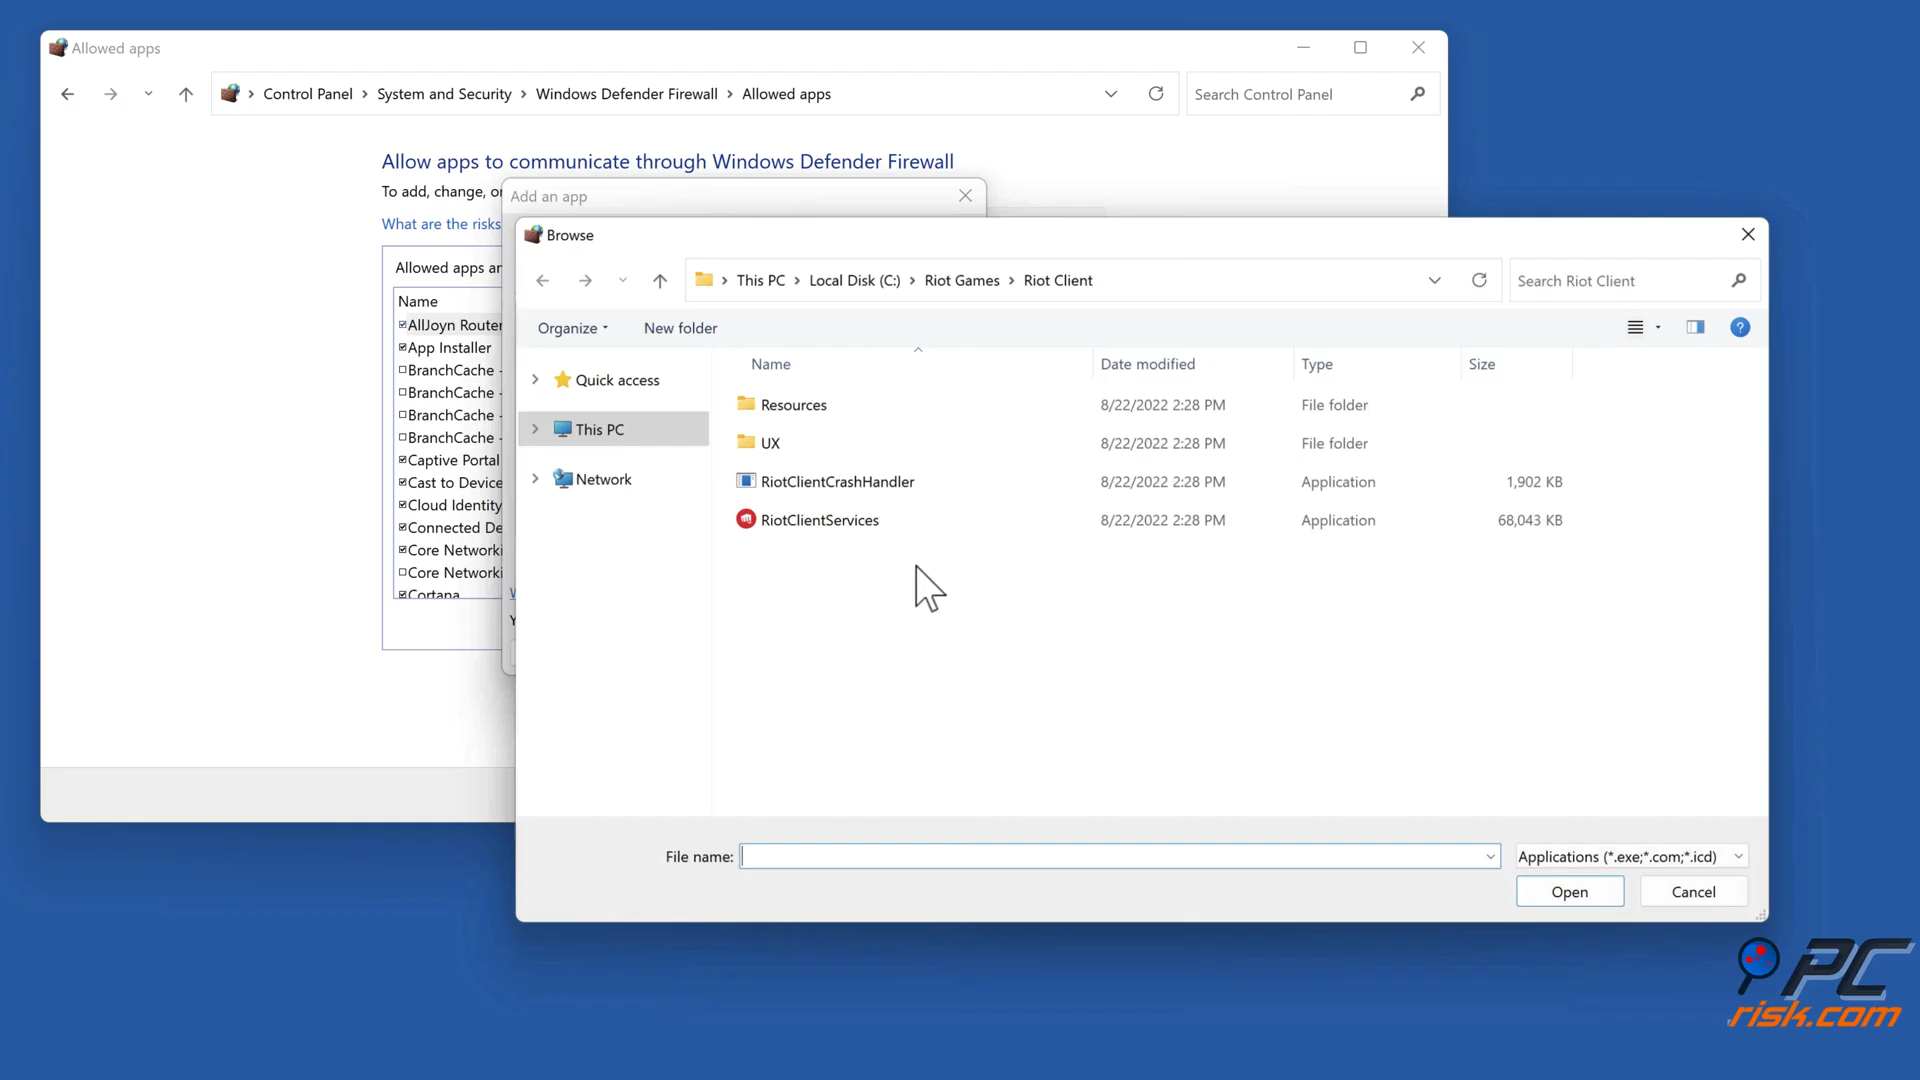 Allowed apps
Control Panel > System and Security > Windows Defender Firewall > Allowed apps
Search Control Panel
Allow apps to communicate through Windows Defender Firewall
To add, change, or
What are the risks
Allowed apps an
Name
AllJoyn Router
App Installer
BranchCache -
BranchCache -
BranchCache -
BranchCache -
Captive Portal
Cast to Device
Cloud Identity
Connected De
Core Networki
Core Networki
Cortana
Add an app
Browse
This PC > Local Disk (C:) > Riot Games > Riot Client
Search Riot Client
Organize
New folder
Quick access
This PC
Network
Name Date modified Type Size
Resources 8/22/2022 2:28 PM File folder
UX 8/22/2022 2:28 PM File folder
RiotClientCrashHandler 8/22/2022 2:28 PM Application 1,902 KB
RiotClientServices 8/22/2022 2:28 PM Application 68,043 KB
File name:
Applications (*.exe;*.com;*.icd)
Open
Cancel
PC
risk.com